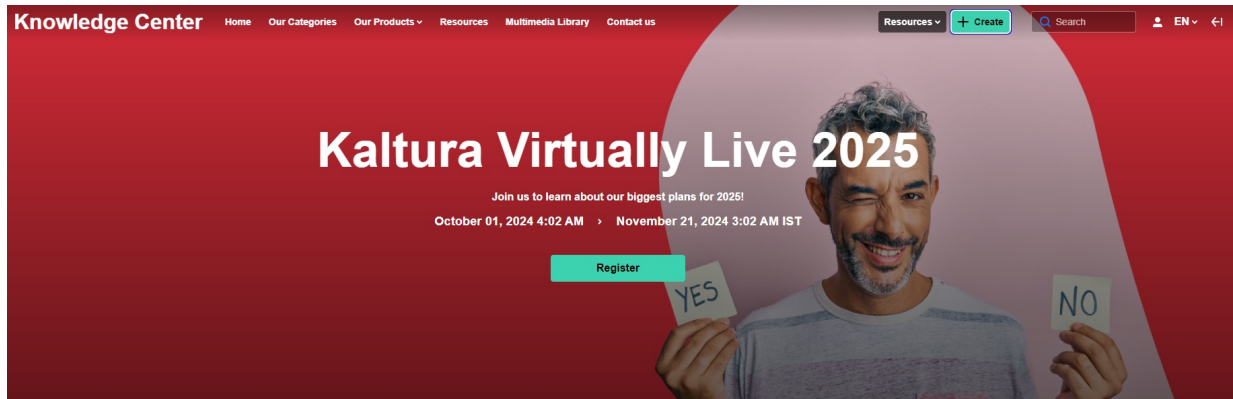 Knowledge Center Home Our Categories Our Products Resources Multimedia Library Contact us Resources + Create Search EN
Kaltura Virtually Live 2025
Join us to learn about our biggest plans for 2025!
October 01, 2024 4:02 AM > November 21, 2024 3:02 AM IST
Register
YES
NO